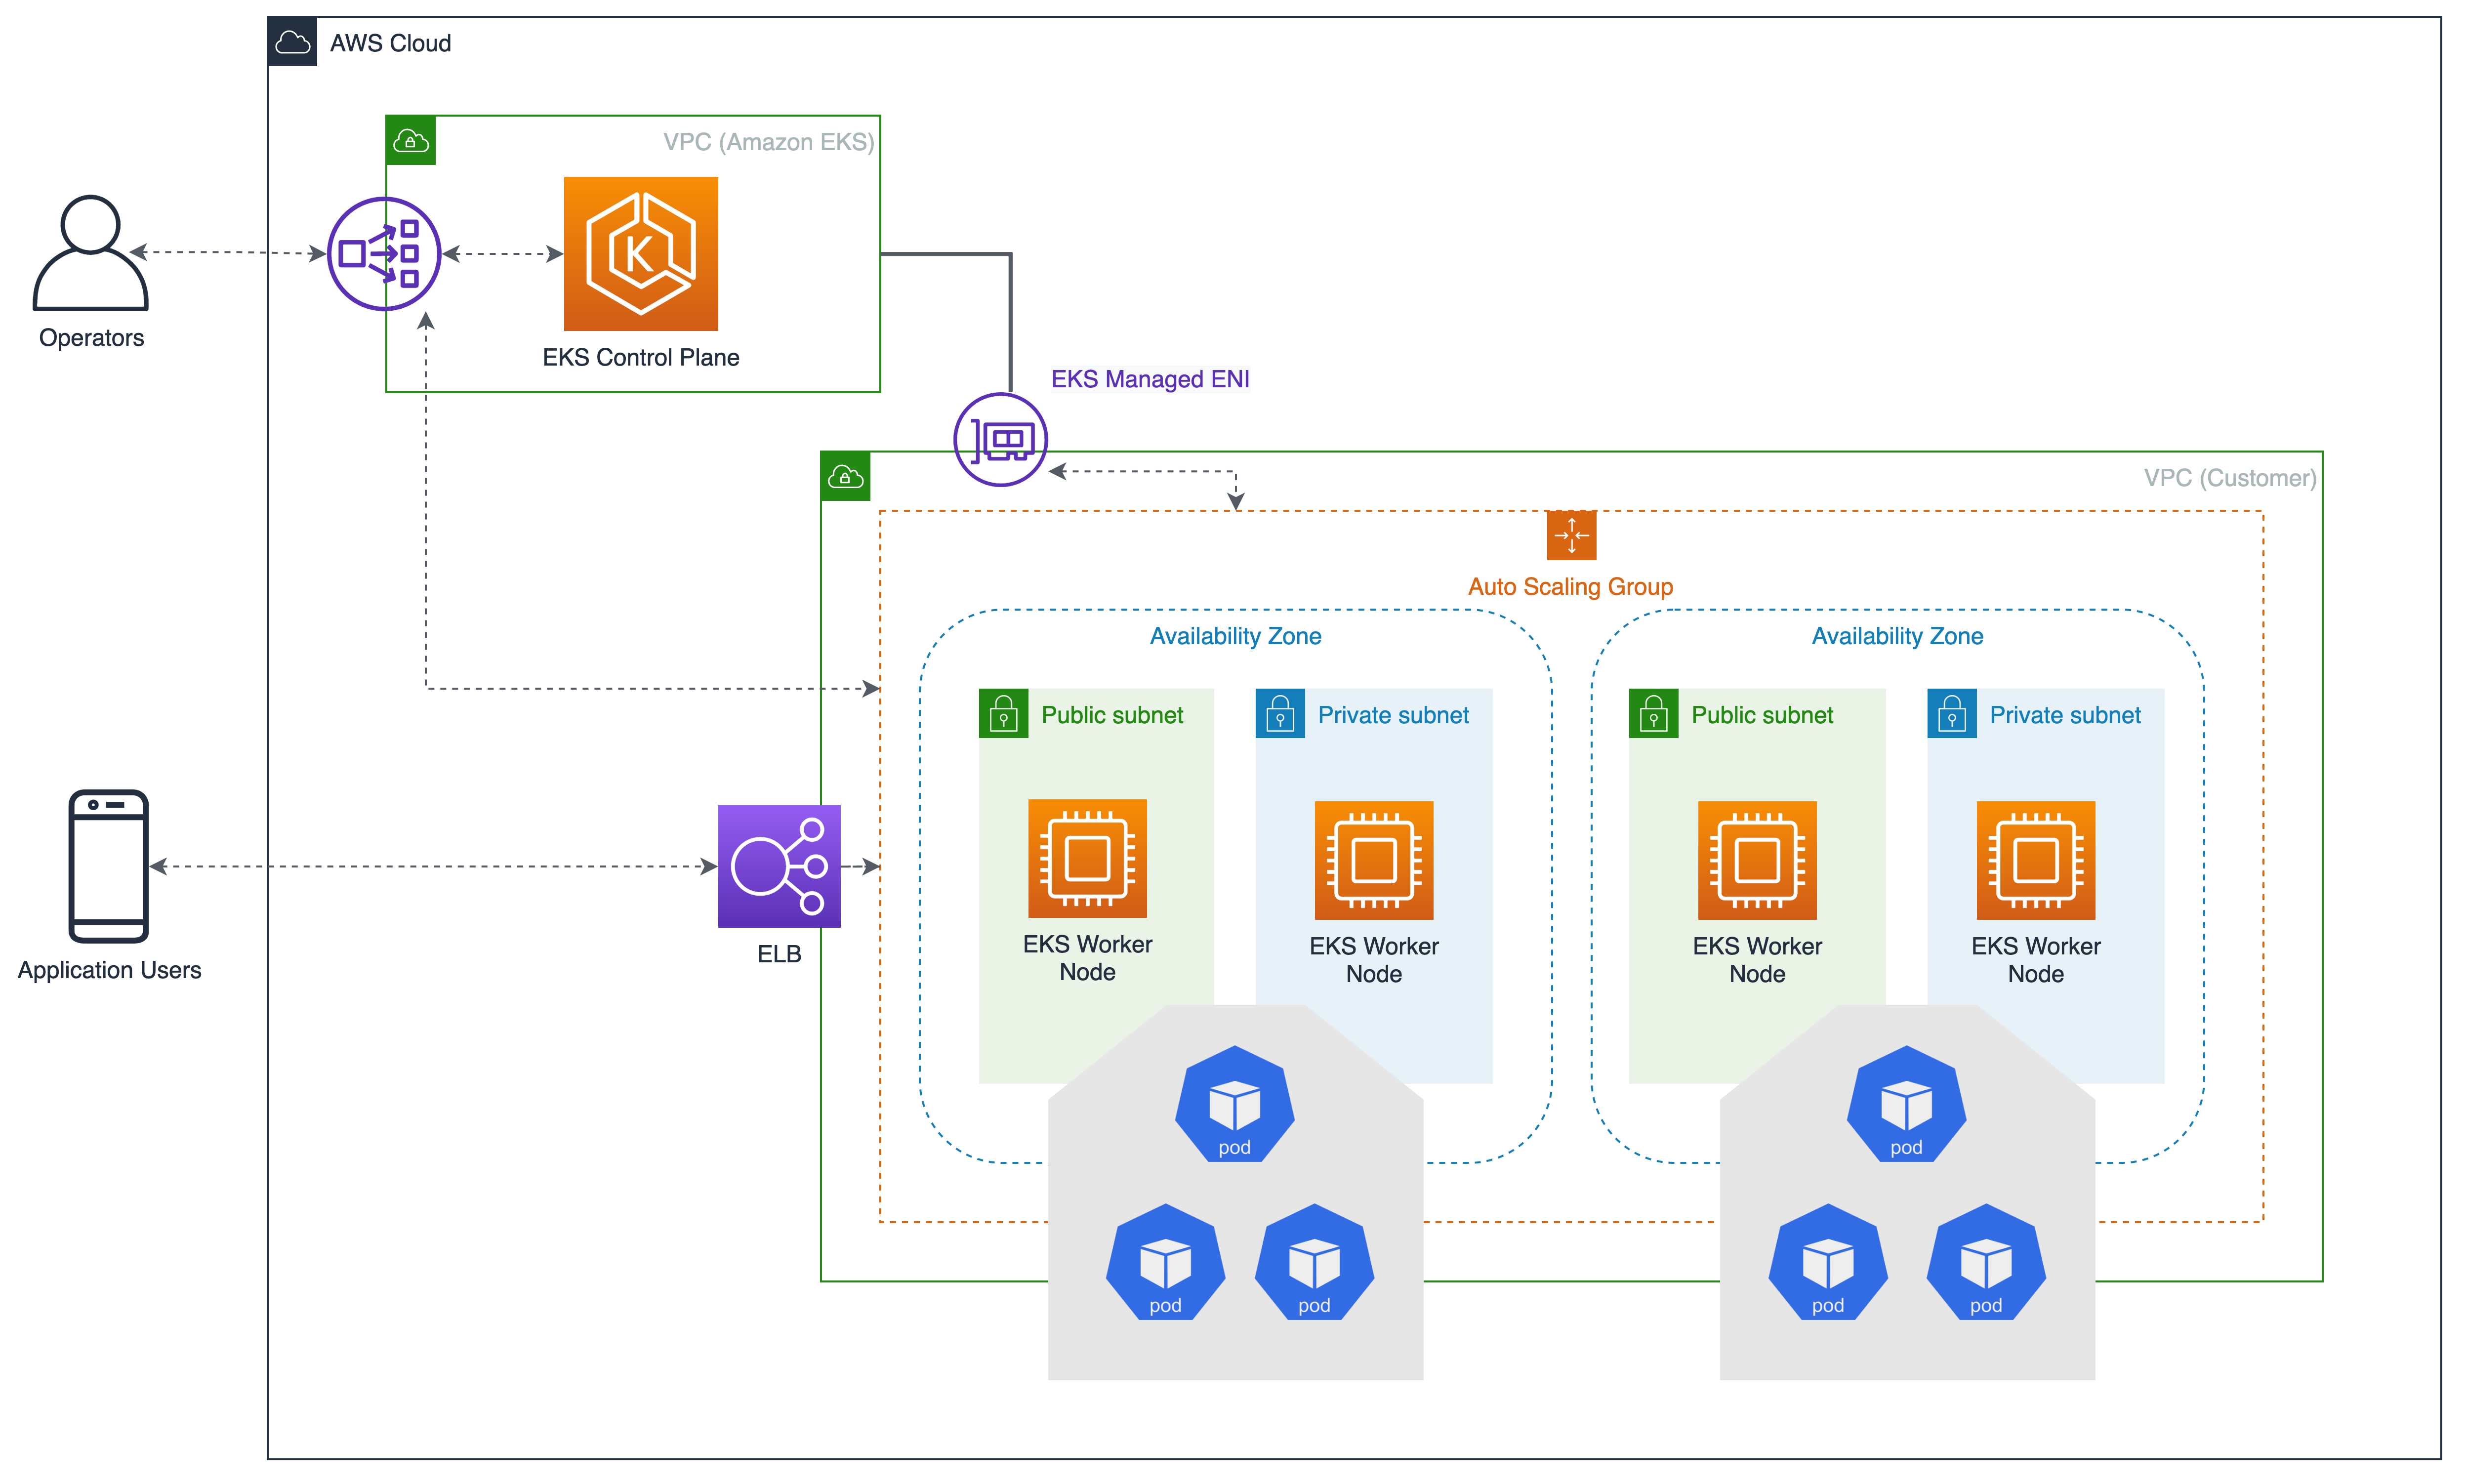 AWS Cloud
VPC (Amazon EKS)
K
Operators
EKS Control Plane
EKS Managed ENI
VPC (Customer)
Auto Scaling Group
Availability Zone
Availability Zone
Public subnet
Private subnet
Public subnet
Private subnet
ELB
Application Users
EKS Worker
Node
EKS Worker
Node
EKS Worker
Node
EKS Worker
Node
pod
pod
pod
pod
pod
pod